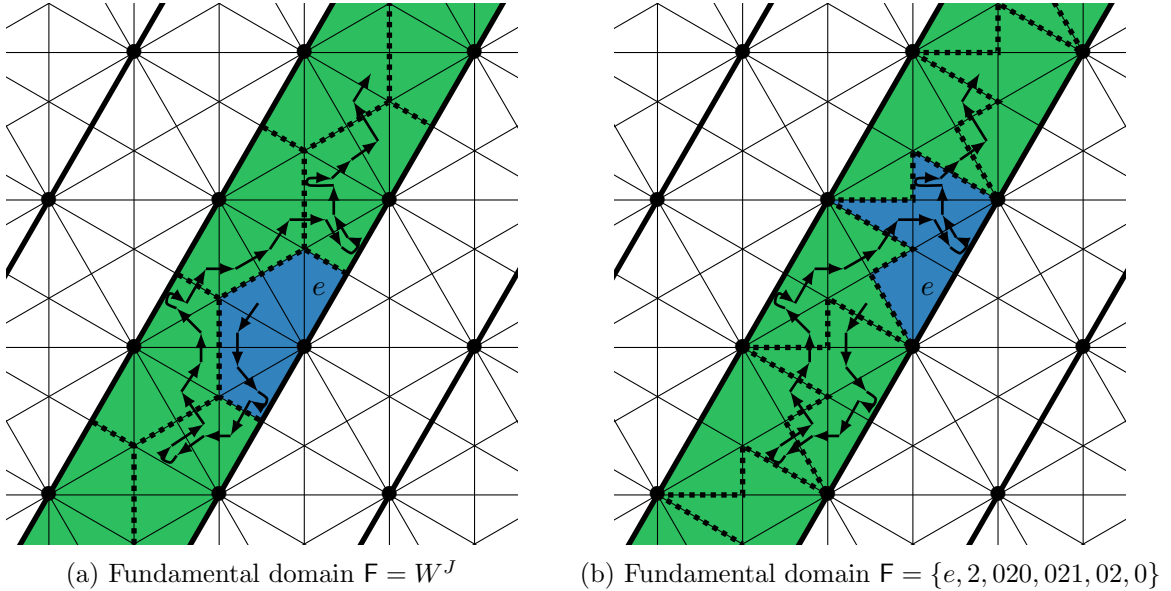 e
e
(a) Fundamental domain F = W^J
(b) Fundamental domain F = {e, 2, 020, 021, 02, 0}